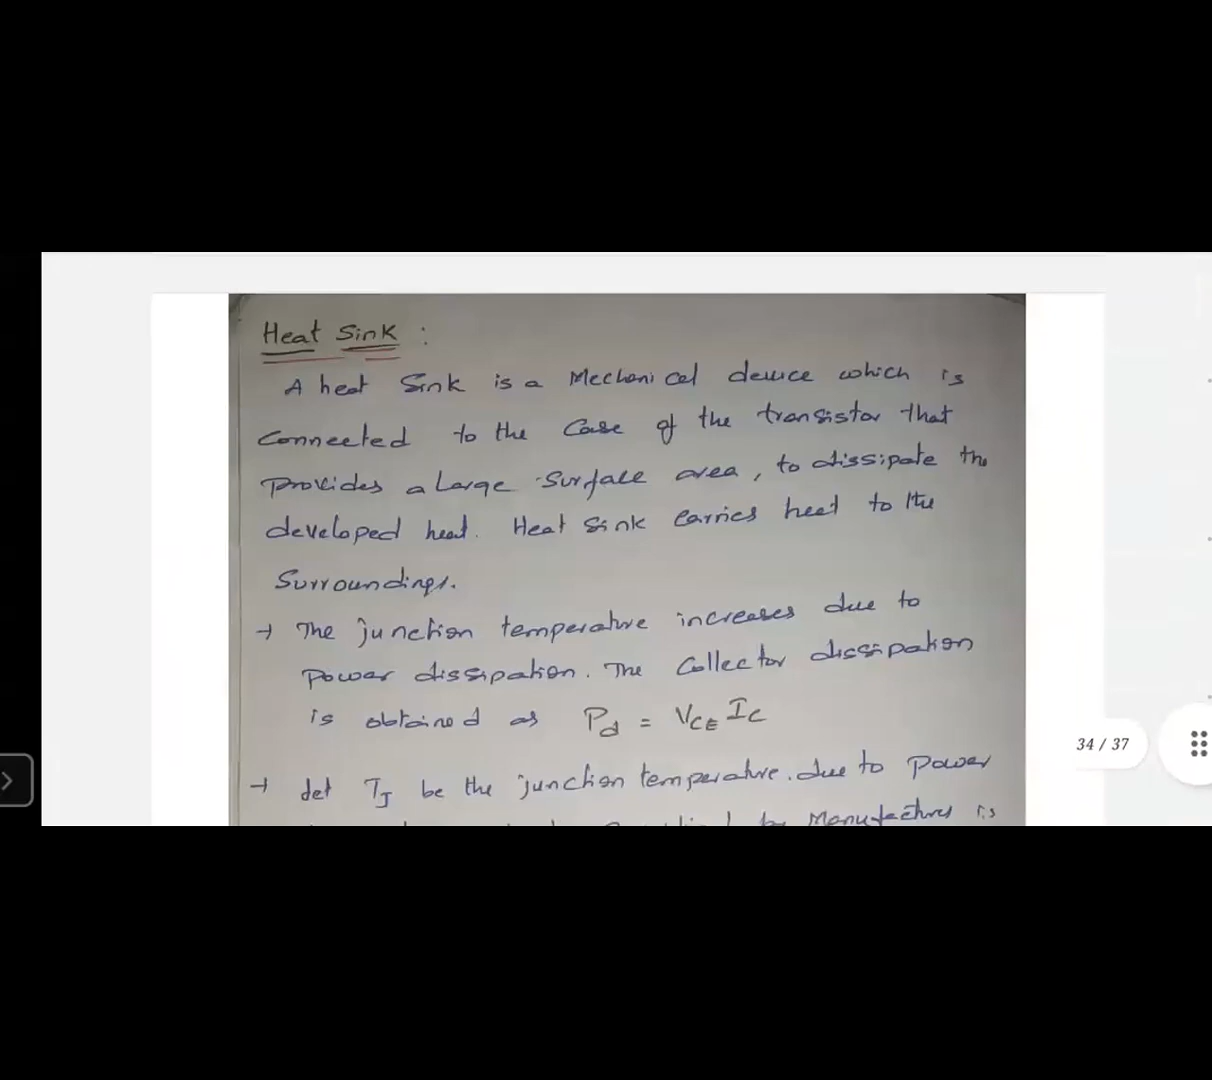 Heat Sink :
A heat Sink is a Mechanical device which is
connected to the Case of the transistor that
provides a Large Surface area, to dissipate the
developed heat. Heat Sink carries heat to the
Surroundings.
→ The junction temperature increases due to
power dissipation. The Collector dissipation
is obtained as Pd = VCE IC
34 / 37
→ Let TJ be the junction temperature. due to power
by Manufacturers is